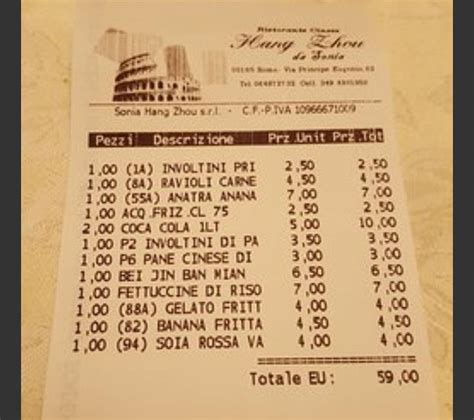 Ristorante Cinese
Hang Zhou
da Sonia
00185 Roma - Via Principe Eugenio,
Tel. Cell.
Sonia Hang Zhou s.r.l. - C.F.-P.IVA 10966671009
Pezzi Descrizione Prz.Unit Prz.Tot
1,00 (1A) INVOLTINI PRI 2,50 2,50
1,00 (8A) RAVIOLI CARNE 4,50 4,50
1,00 (55A) ANATRA ANANA 7,00 7,00
1,00 ACQ.FRIZ.CL 75 2,50 2,50
2,00 COCA COLA 1LT 5,00 10,00
1,00 P2 INVOLTINI DI PA 3,50 3,50
1,00 P6 PANE CINESE DI 3,00 3,00
1,00 BEI JIN BAN MIAN 6,50 6,50
1,00 FETTUCCINE DI RISO 7,00 7,00
1,00 (88A) GELATO FRITT 4,00 4,00
1,00 (82) BANANA FRITTA 4,50 4,50
1,00 (94) SOIA ROSSA VA 4,00 4,00
Totale EU: 59,00